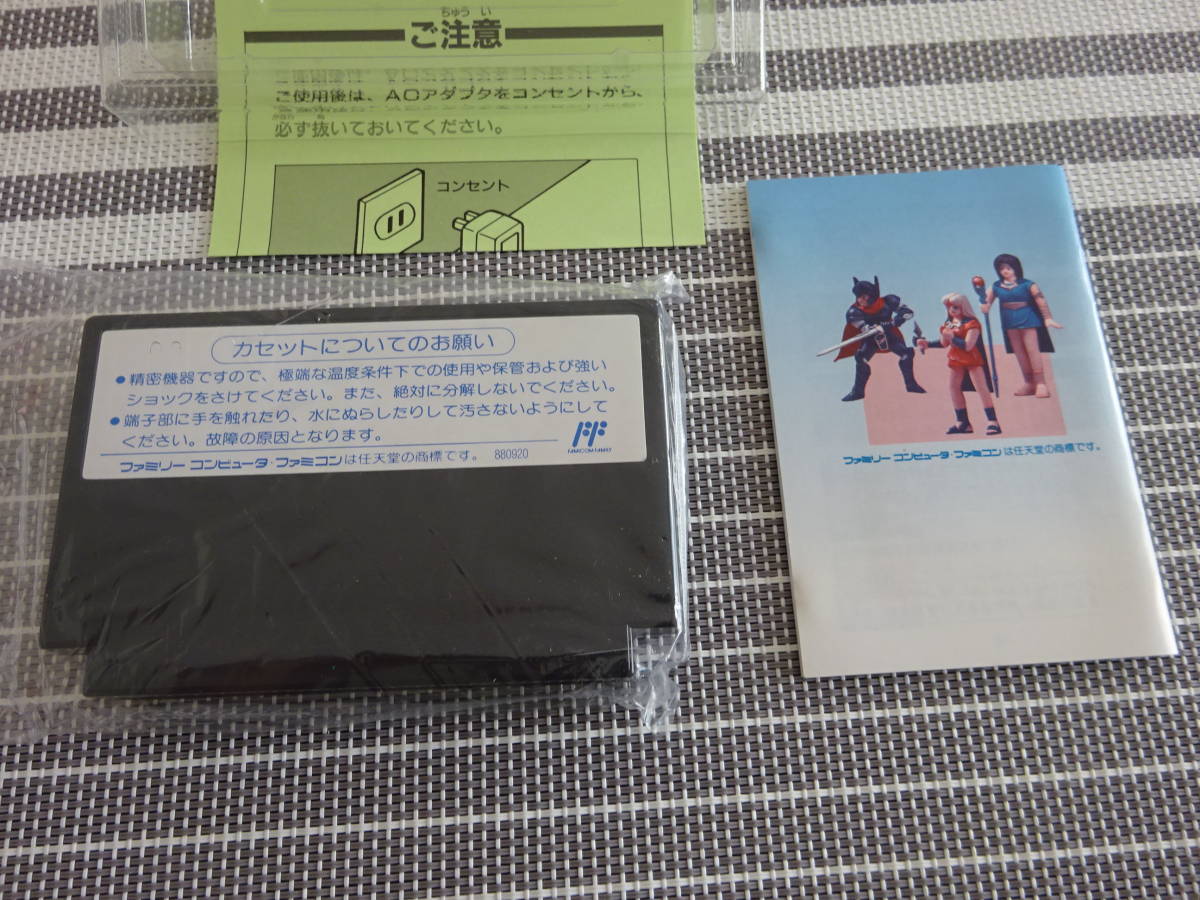 ちゅう い
ご注意
ご使用後は、ACアダプタをコンセントから、
必ず抜いておいてください。
コンセント
カセットについてのお願い
●精密機器ですので、極端な温度条件下での使用や保管および強い
ショックをさけてください。また、絶対に分解しないでください。
●端子部に手を触れたり、水にぬらしたりして汚さないようにして
ください。故障の原因となります。
FAMICOM FAMILY
ファミリー コンピュータ・ファミコンは任天堂の商標です。 880920
ファミリー コンピュータ・ファミコンは任天堂の商標です。